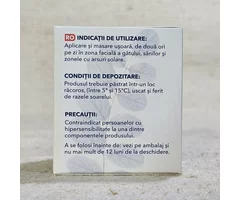 RO INDICAȚII DE UTILIZARE:
Aplicare și masare ușoară, de două ori
pe zi în zona facială a gâtului, sânilor și
zonele cu arsuri solare.
CONDIȚII DE DEPOZITARE:
Produsul trebuie păstrat într-un loc
răcoros, (între 5° și 15°C), uscat și ferit
de razele soarelui.
PRECAUȚII:
Contraindicat persoanelor cu
hipersensibilitate la una dintre
componentele produsului.
A se folosi înainte de: vezi pe ambalaj și
nu mai mult de 12 luni de la deschidere.